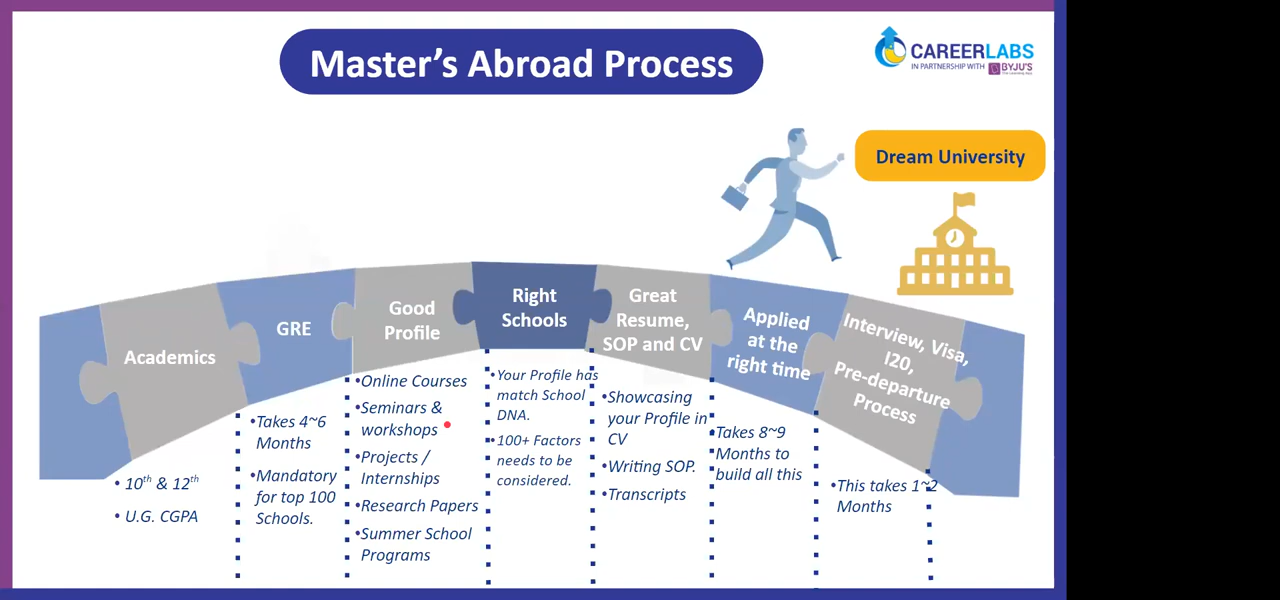 Master's Abroad Process
CAREERLABS
IN PARTNERSHIP WITH BYJU'S
The Learning App
Dream University
Academics
• 10th & 12th
• U.G. CGPA
GRE
•Takes 4~6
Months
•Mandatory
for top 100
Schools.
Good
Profile
•Online Courses
•Seminars &
workshops
•Projects /
Internships
•Research Papers
•Summer School
Programs
Right
Schools
•Your Profile has
match School
DNA.
•100+ Factors
needs to be
considered.
Great
Resume,
SOP and CV
•Showcasing
your Profile in
CV
•Writing SOP.
•Transcripts
Applied
at the
right time
•Takes 8~9
Months to
build all this
Interview, Visa,
I20,
Pre-departure
Process
•This takes 1~2
Months